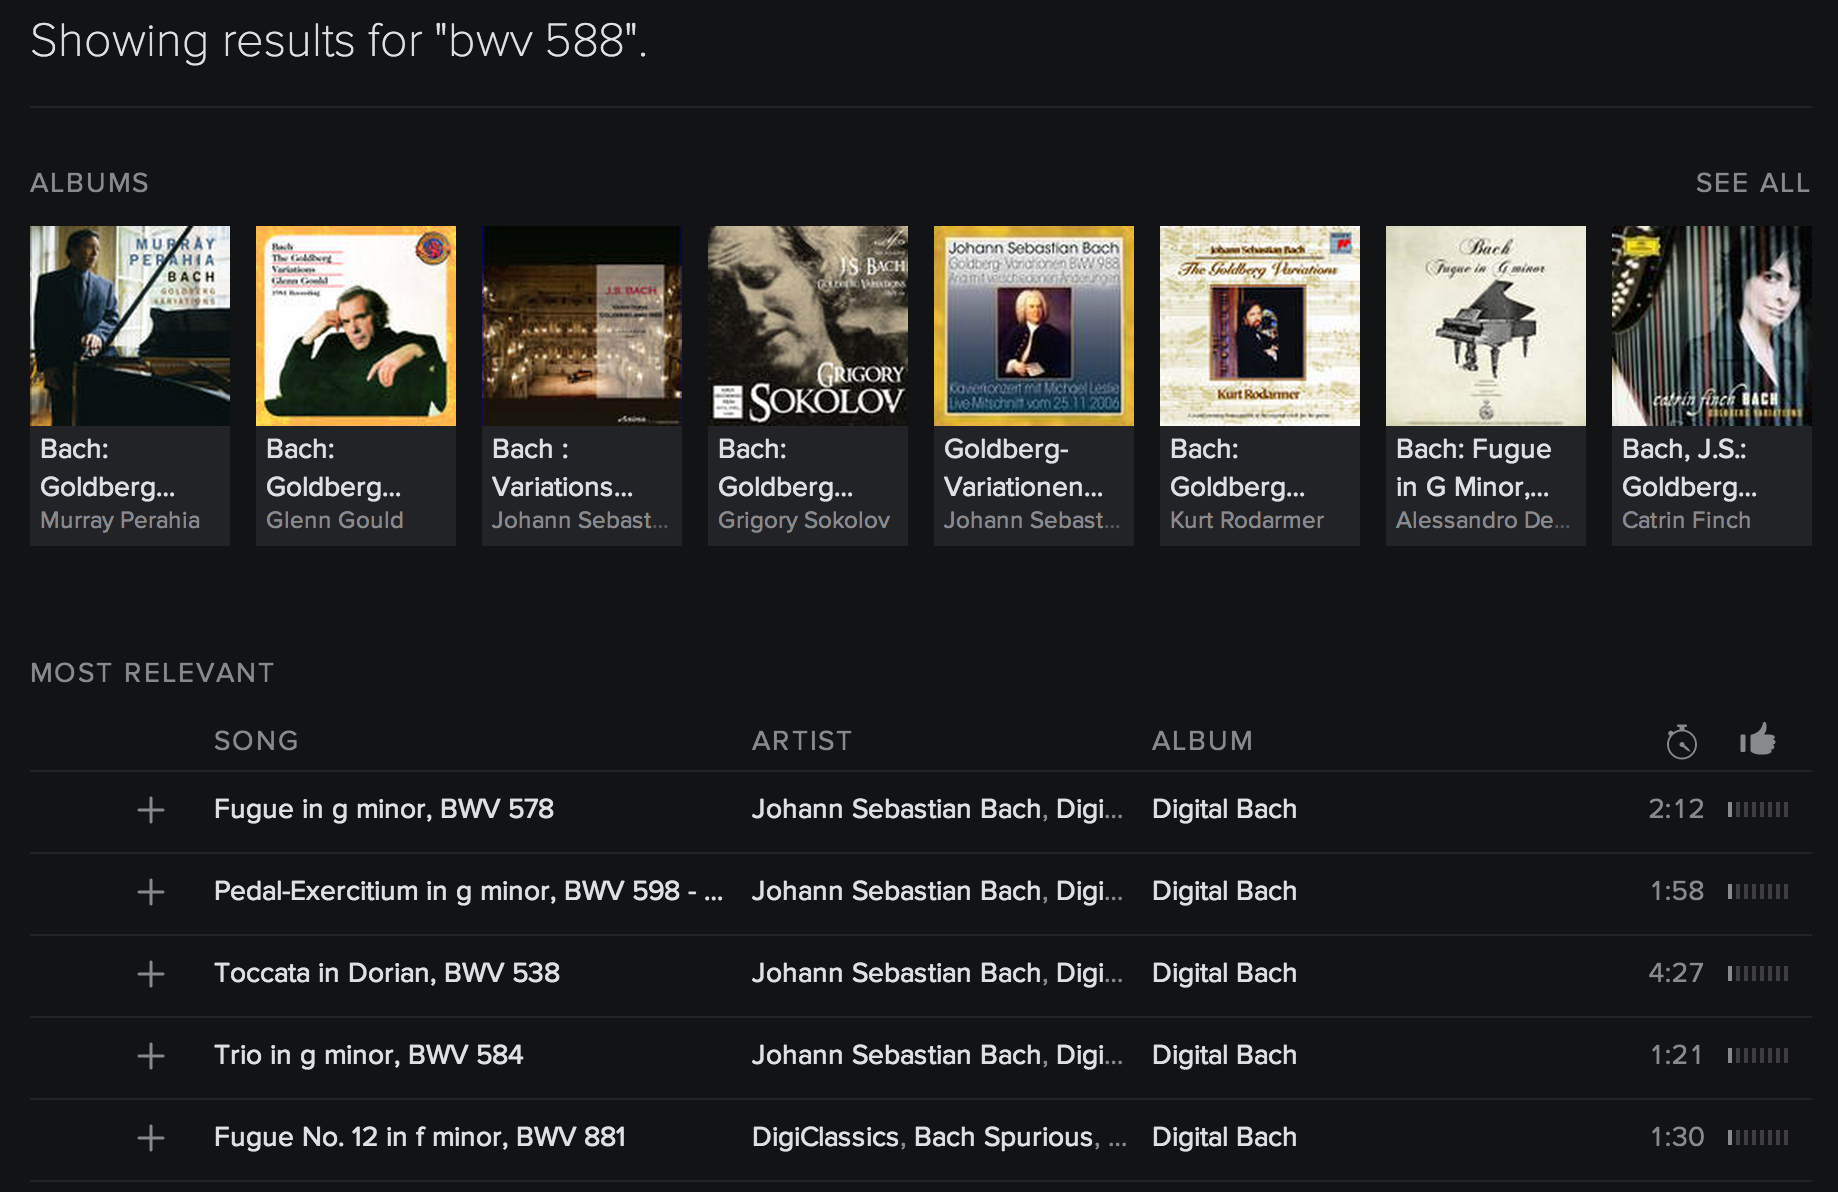 Showing results for "bwv 588".
ALBUMS
SEE ALL
MURRAY
PERAHIA
BACH
GOLDBERG
VARIATIONS
Bach
The Goldberg
Variations
Glenn Gould
1981 Recording
J.S. BACH
J.S. BACH
GOLDBERG VARIATIONS
GRIGORY
SOKOLOV
Johann Sebastian Bach
Goldberg-Variationen BWV 988
Aria mit verschiedenen Änderungen
Klavierkonzert mit Michael Leslie
Live-Mitschnitt vom 25.11.2006
Johann Sebastian Bach
The Goldberg Variations
Kurt Rodarmer
Bach
Fugue in G minor
catrin finch BACH
GOLDBERG VARIATIONS
Bach:
Goldberg...
Murray Perahia
Bach:
Goldberg...
Glenn Gould
Bach :
Variations...
Johann Sebast...
Bach:
Goldberg...
Grigory Sokolov
Goldberg-
Variationen...
Johann Sebast...
Bach:
Goldberg...
Kurt Rodarmer
Bach: Fugue
in G Minor,...
Alessandro De...
Bach, J.S.:
Goldberg...
Catrin Finch
MOST RELEVANT
SONG ARTIST ALBUM
Fugue in g minor, BWV 578 Johann Sebastian Bach, Digi... Digital Bach 2:12
Pedal-Exercitium in g minor, BWV 598 - ... Johann Sebastian Bach, Digi... Digital Bach 1:58
Toccata in Dorian, BWV 538 Johann Sebastian Bach, Digi... Digital Bach 4:27
Trio in g minor, BWV 584 Johann Sebastian Bach, Digi... Digital Bach 1:21
Fugue No. 12 in f minor, BWV 881 DigiClassics, Bach Spurious, ... Digital Bach 1:30